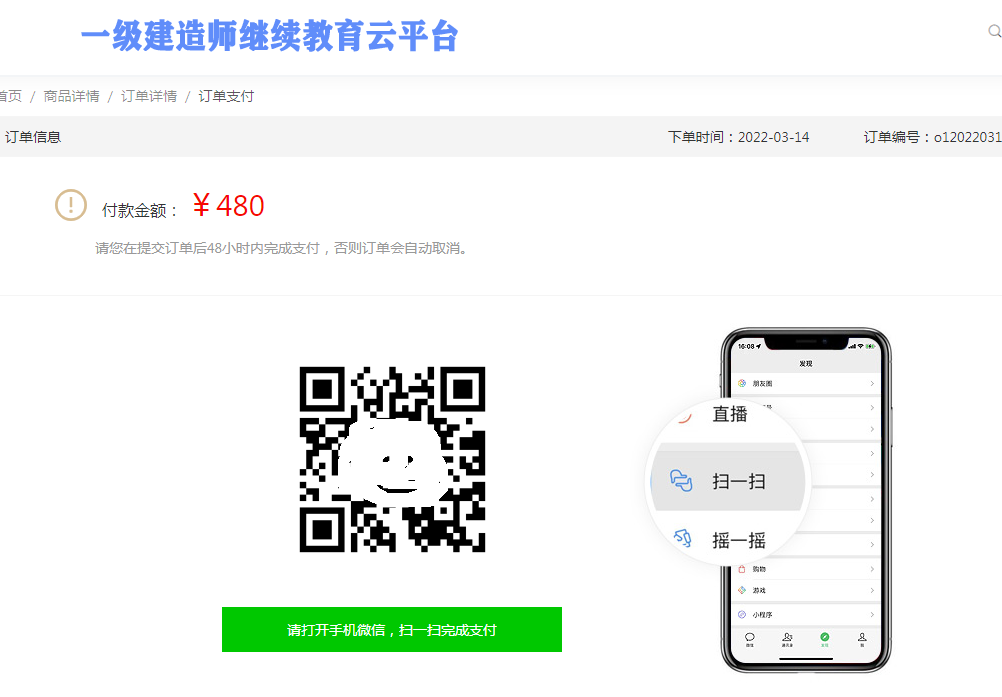 一级建造师继续教育云平台
首页 / 商品详情 / 订单详情 / 订单支付
订单信息 下单时间：2022-03-14 订单编号：o12022031
付款金额： ¥ 480
请您在提交订单后48小时内完成支付，否则订单会自动取消。
16:08
发现
朋友圈
直播
扫一扫
摇一摇
购物
游戏
小程序
请打开手机微信，扫一扫完成支付